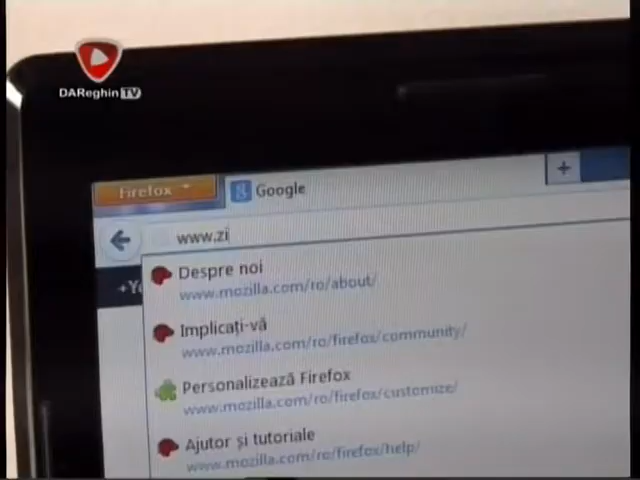 DAReghin TV
Firefox
Google
www.zi
Despre noi
www.mozilla.com/ro/about/
Implicați-vă
www.mozilla.com/ro/firefox/community/
Personalizează Firefox
www.mozilla.com/ro/firefox/customize/
Ajutor și tutoriale
www.mozilla.com/ro/firefox/help/